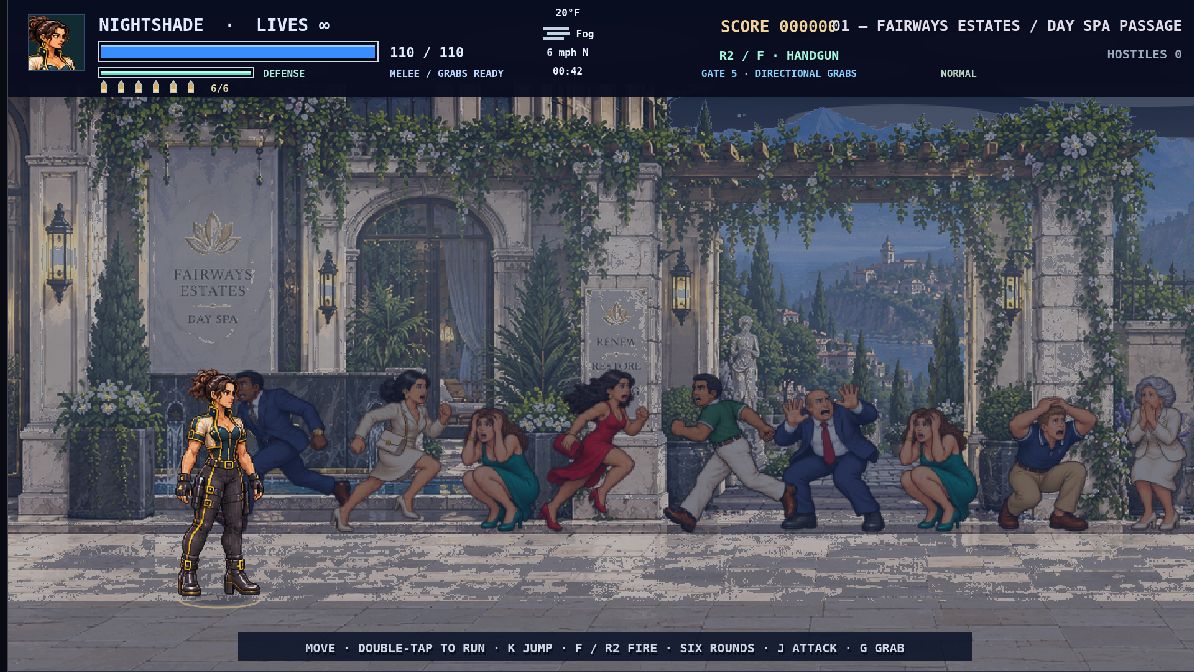 NIGHTSHADE · LIVES ∞
110 / 110
DEFENSE
MELEE / GRABS READY
6/6
20°F
Fog
6 mph N
00:42
SCORE 000000
01 — FAIRWAYS ESTATES / DAY SPA PASSAGE
R2 / F · HANDGUN
HOSTILES 0
GATE 5 · DIRECTIONAL GRABS
NORMAL
FAIRWAYS
ESTATES
DAY SPA
RENEW
RESTORE
MOVE · DOUBLE-TAP TO RUN · K JUMP · F / R2 FIRE · SIX ROUNDS · J ATTACK · G GRAB